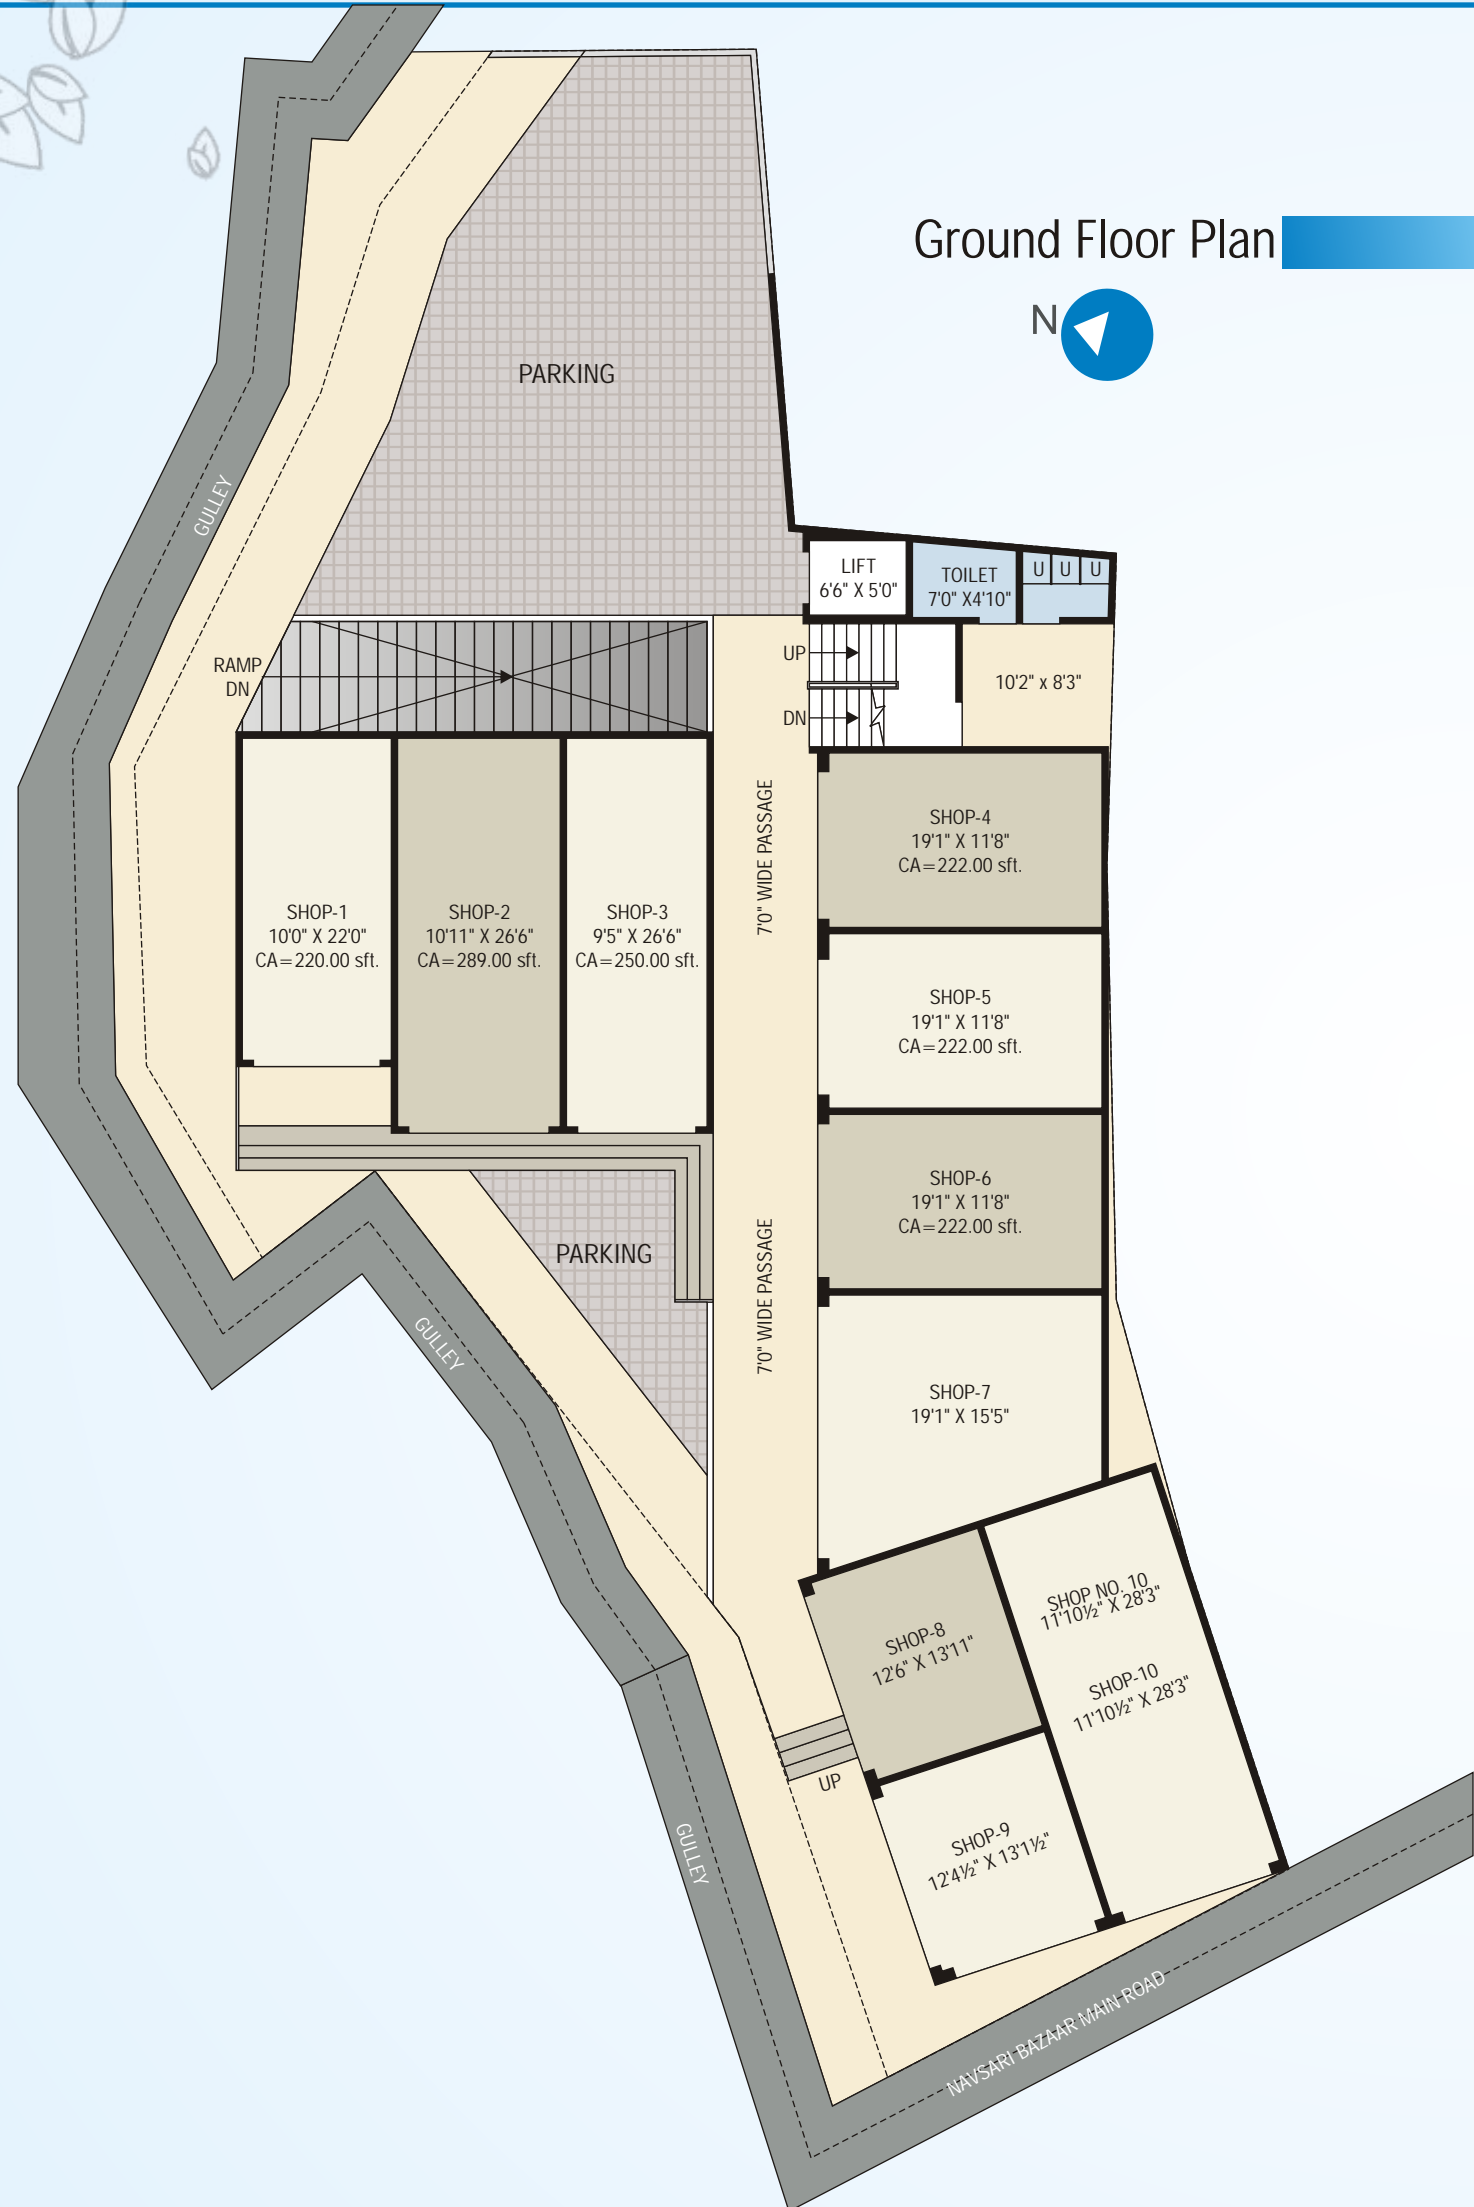 Ground Floor Plan
N
PARKING
GULLEY
LIFT
6'6" X 5'0"
TOILET
7'0" X4'10"
U U U
RAMP
DN
UP
DN
10'2" x 8'3"
7'0" WIDE PASSAGE
SHOP-1
10'0" X 22'0"
CA=220.00 sft.
SHOP-2
10'11" X 26'6"
CA=289.00 sft.
SHOP-3
9'5" X 26'6"
CA=250.00 sft.
SHOP-4
19'1" X 11'8"
CA=222.00 sft.
SHOP-5
19'1" X 11'8"
CA=222.00 sft.
SHOP-6
19'1" X 11'8"
CA=222.00 sft.
PARKING
7'0" WIDE PASSAGE
GULLEY
SHOP-7
19'1" X 15'5"
SHOP NO. 10
11'10½" X 28'3"
SHOP-8
12'6" X 13'11"
SHOP-10
11'10½" X 28'3"
UP
GULLEY
SHOP-9
12'4½" X 13'1½"
NAVSARI BAZAAR MAIN ROAD